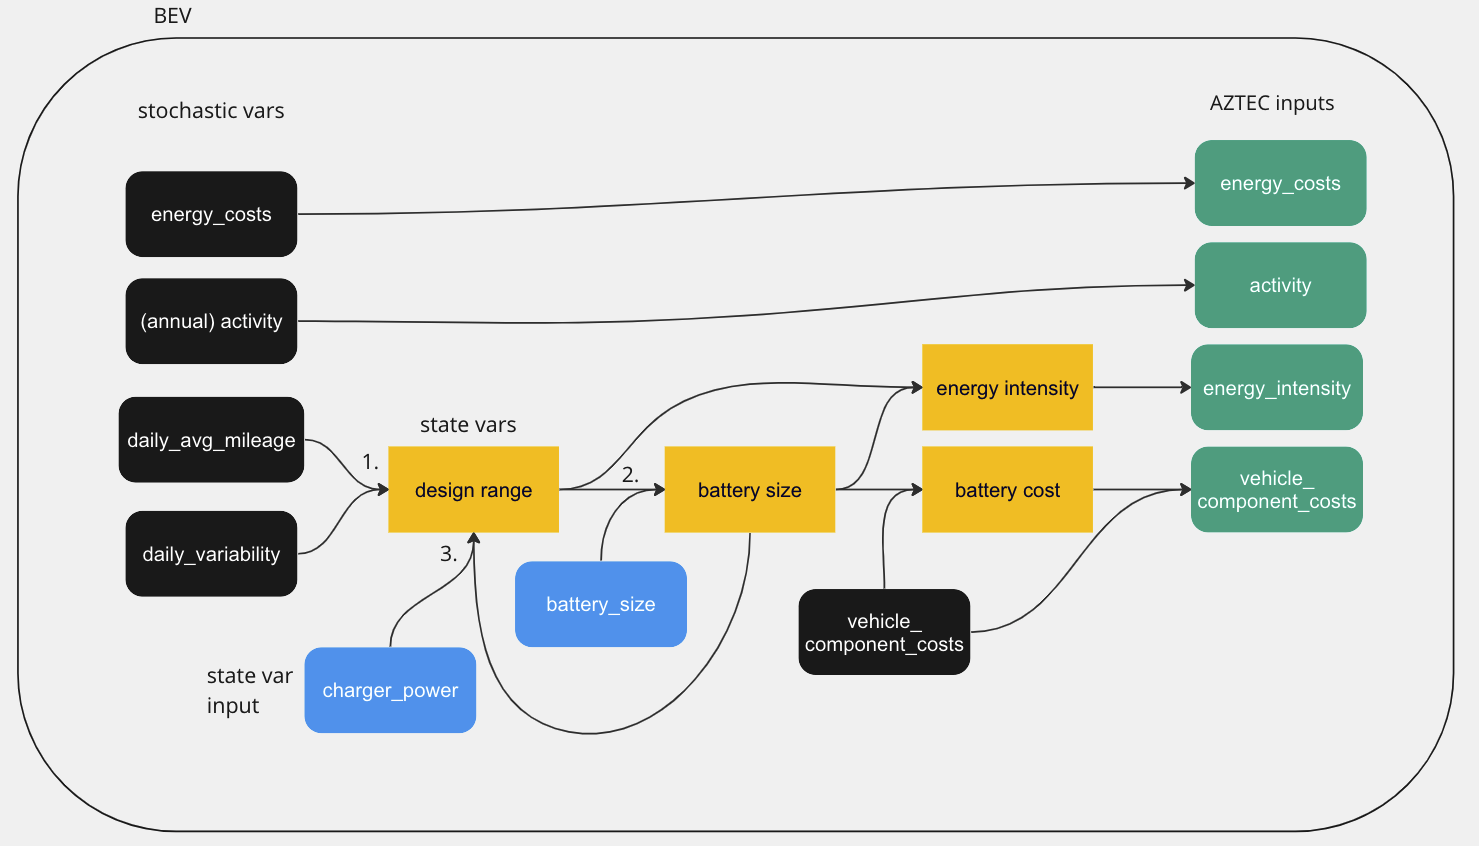 BEV
stochastic vars
AZTEC inputs
energy_costs
energy_costs
(annual) activity
activity
daily_avg_mileage
daily_variability
state vars
1.
design range
2.
battery size
energy intensity
energy_intensity
battery cost
vehicle_
component_costs
3.
battery_size
vehicle_
component_costs
state var
input
charger_power